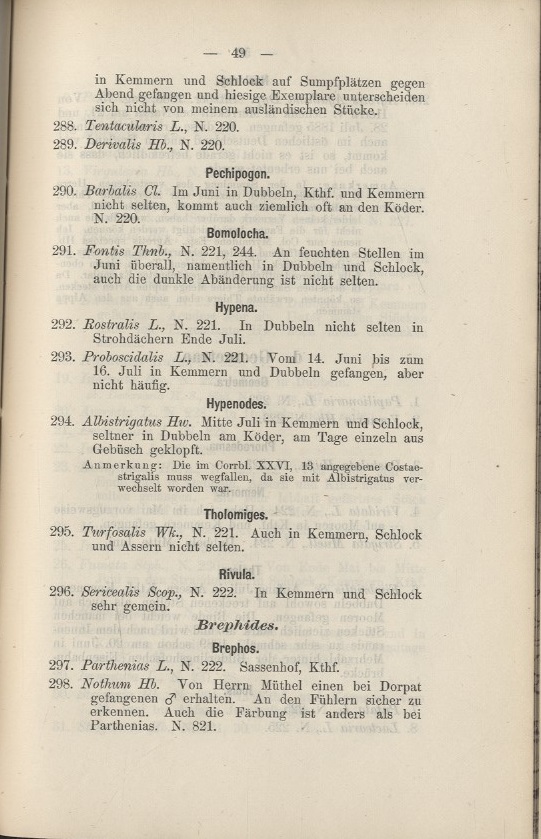 — 49 —
in Kemmern und Schlock auf Sumpfplätzen gegen
Abend gefangen und hiesige Exemplare unterscheiden
sich nicht von meinem ausländischen Stücke.
288. Tentacularis L., N. 220.
289. Derivalis Hb., N. 220.
Pechipogon.
290. Barbalis Cl. Im Juni in Dubbeln, Kthf. und Kemmern
nicht selten, kommt auch ziemlich oft an den Köder.
N. 220.
Bomolocha.
291. Fontis Thnb., N. 221, 244. An feuchten Stellen im
Juni überall, namentlich in Dubbeln und Schlock,
auch die dunkle Abänderung ist nicht selten.
Hypena.
292. Rostralis L., N. 221. In Dubbeln nicht selten in
Strohdächern Ende Juli.
293. Proboscidalis L., N. 221. Vom 14. Juni bis zum
16. Juli in Kemmern und Dubbeln gefangen, aber
nicht häufig.
Hypenodes.
294. Albistrigatus Hw. Mitte Juli in Kemmern und Schlock,
seltner in Dubbeln am Köder, am Tage einzeln aus
Gebüsch geklopft.
Anmerkung: Die im Corrbl. XXVI, 13 angegebene Costae-
strigalis muss wegfallen, da sie mit Albistrigatus ver-
wechselt worden war.
Tholomiges.
295. Turfosalis Wk., N. 221. Auch in Kemmern, Schlock
und Assern nicht selten.
Rivula.
296. Sericealis Scop., N. 222. In Kemmern und Schlock
sehr gemein.
Brephides.
Brephos.
297. Parthenias L., N. 222. Sassenhof, Kthf.
298. Nothum Hb. Von Herrn Müthel einen bei Dorpat
gefangenen ♂ erhalten. An den Fühlern sicher zu
erkennen. Auch die Färbung ist anders als bei
Parthenias. N. 821.